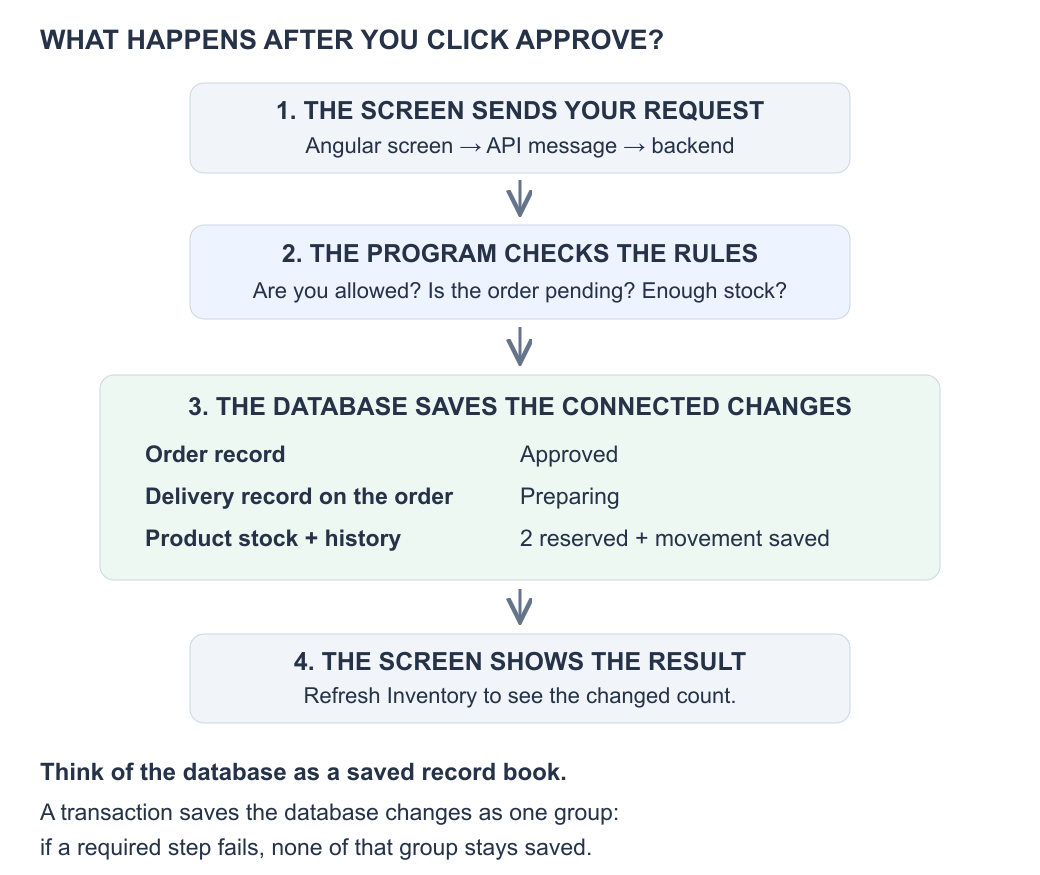 WHAT HAPPENS AFTER YOU CLICK APPROVE?
1. THE SCREEN SENDS YOUR REQUEST
Angular screen → API message → backend
2. THE PROGRAM CHECKS THE RULES
Are you allowed? Is the order pending? Enough stock?
3. THE DATABASE SAVES THE CONNECTED CHANGES
Order record Approved
Delivery record on the order Preparing
Product stock + history 2 reserved + movement saved
4. THE SCREEN SHOWS THE RESULT
Refresh Inventory to see the changed count.
Think of the database as a saved record book.
A transaction saves the database changes as one group:
if a required step fails, none of that group stays saved.